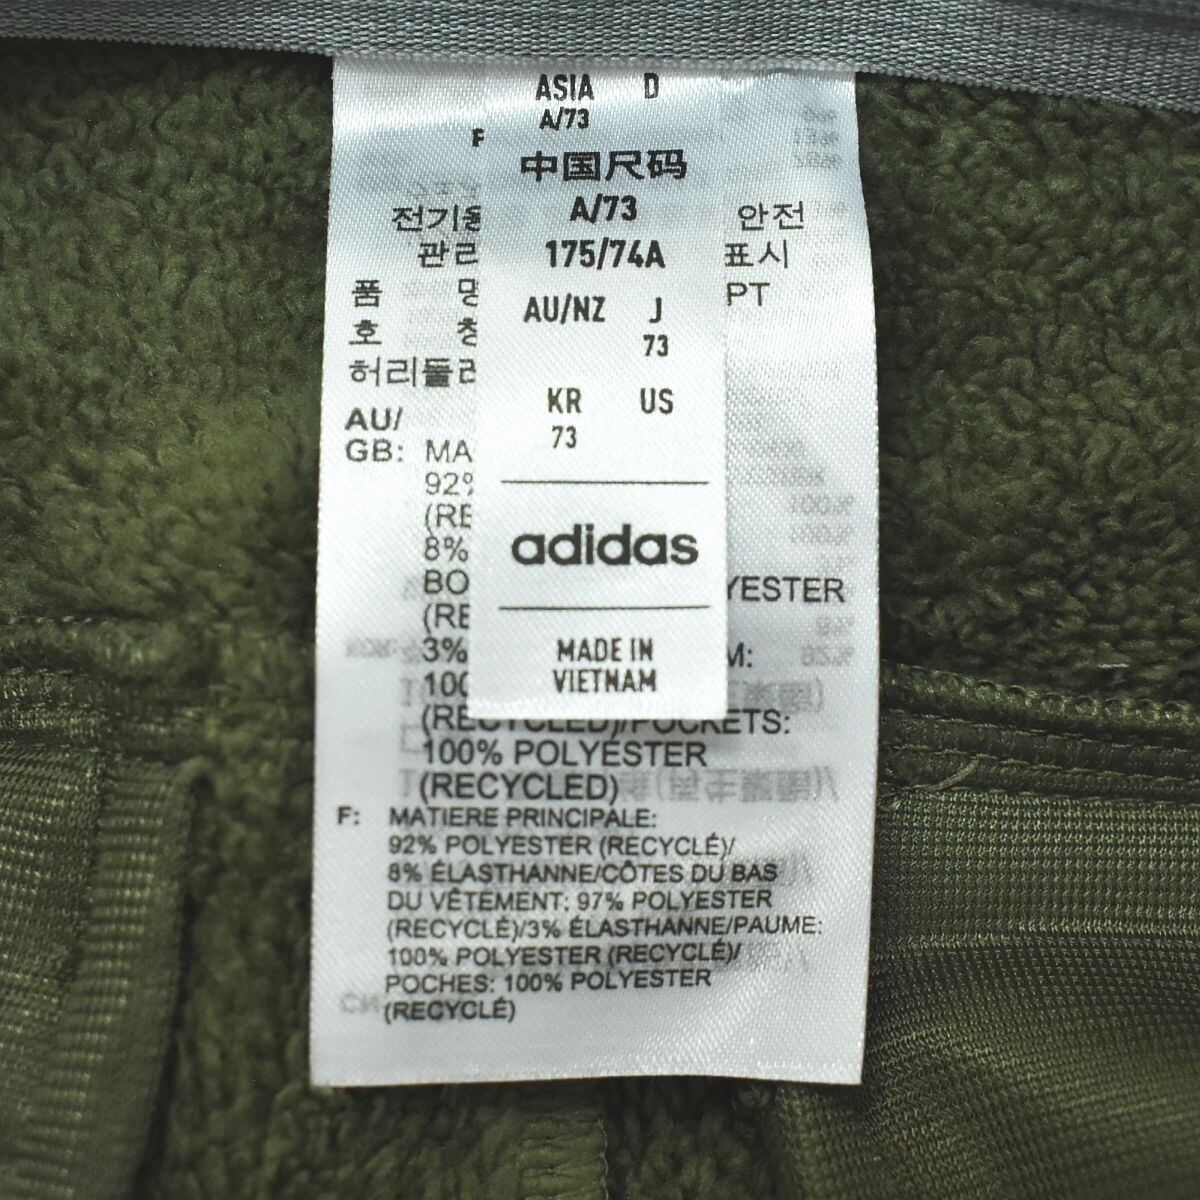 ASIA D
A/73
中国尺码
A/73
175/74A
AU/NZ J
73
KR US
73
adidas
MADE IN
VIETNAM
F
전기용 안전
관리 표시
품 명 PT
호 칭
허리둘레
AU/
GB: MA
92%
(RE
8%
BO YESTER
(RE
3% M:
100
(RECYCLED)/POCKETS:
100% POLYESTER
(RECYCLED)
F: MATIERE PRINCIPALE:
92% POLYESTER (RECYCLÉ)/
8% ÉLASTHANNE/CÔTES DU BAS
DU VÊTEMENT: 97% POLYESTER
(RECYCLÉ)/3% ÉLASTHANNE/PAUME:
100% POLYESTER (RECYCLÉ)/
POCHES: 100% POLYESTER
(RECYCLÉ)